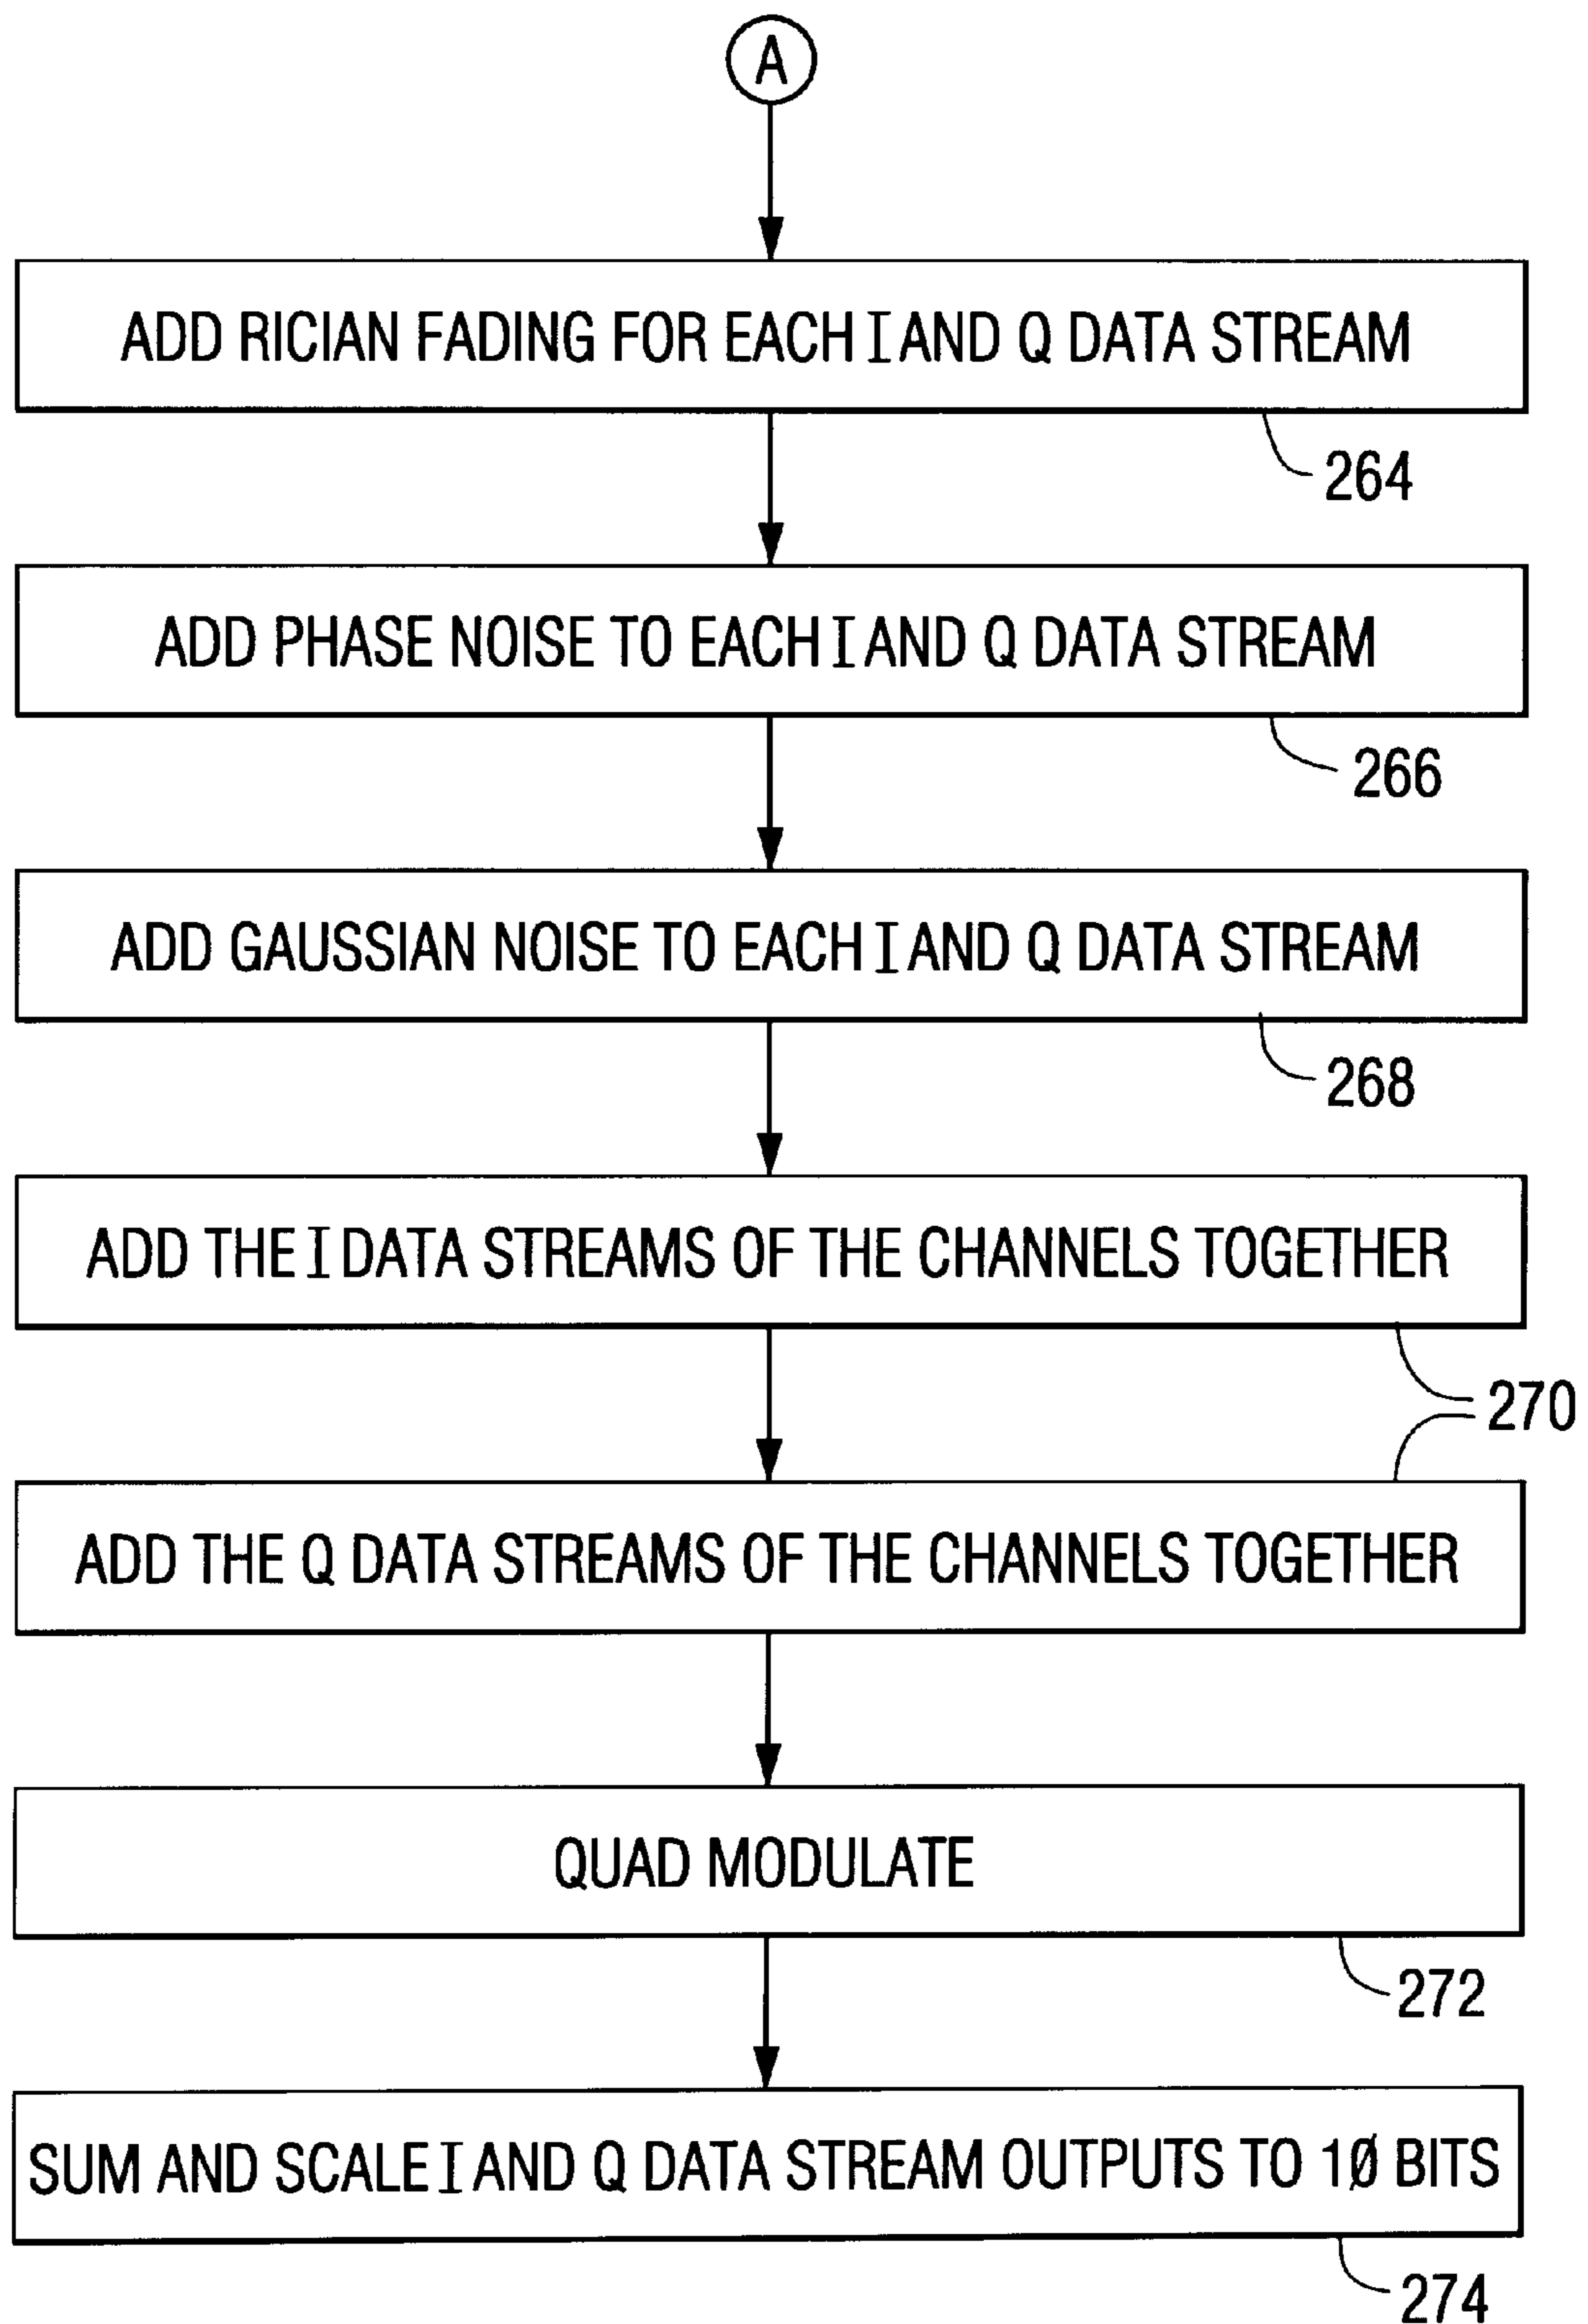 A
ADD RICIAN FADING FOR EACH I AND Q DATA STREAM
264
ADD PHASE NOISE TO EACH I AND Q DATA STREAM
266
ADD GAUSSIAN NOISE TO EACH I AND Q DATA STREAM
268
ADD THE I DATA STREAMS OF THE CHANNELS TOGETHER
270
ADD THE Q DATA STREAMS OF THE CHANNELS TOGETHER
QUAD MODULATE
272
SUM AND SCALE I AND Q DATA STREAM OUTPUTS TO 1Ø BITS
274